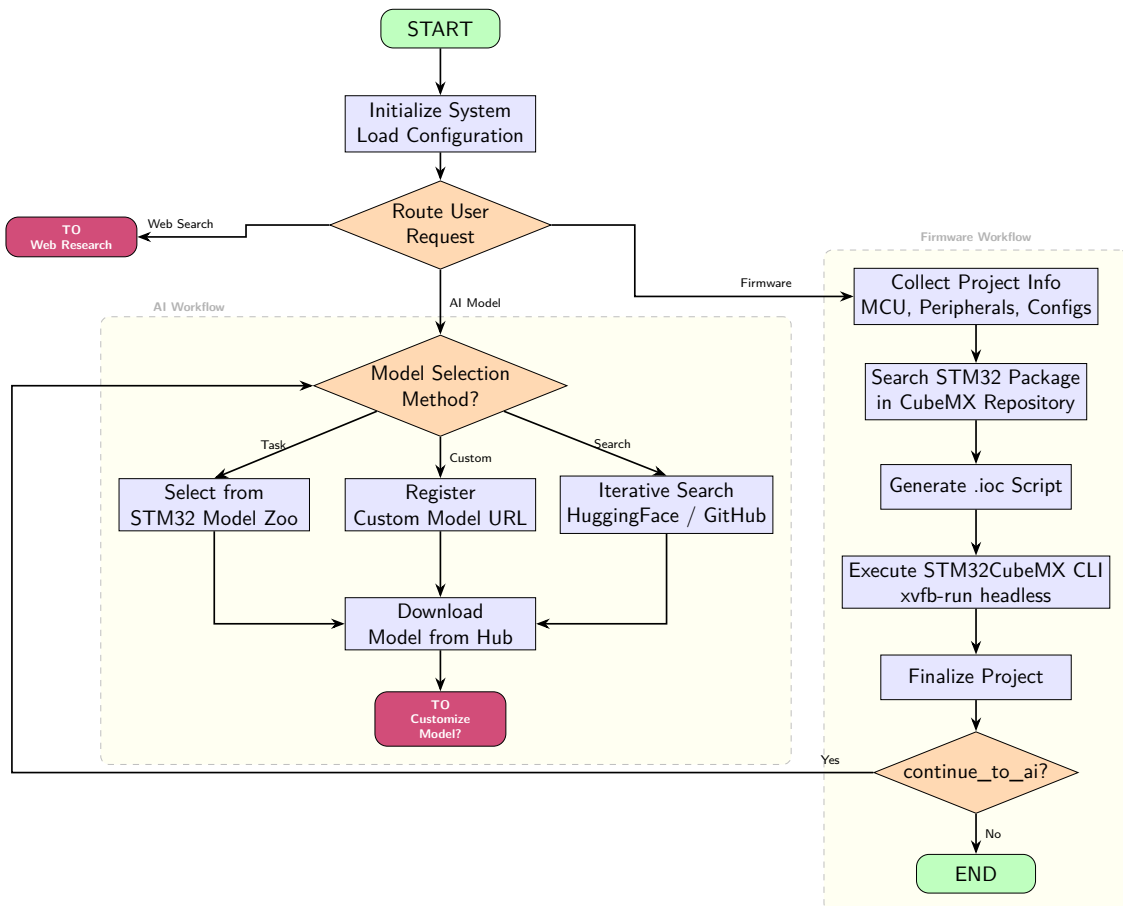 START
Initialize System
Load Configuration
Route User
Request
Web Search
TO
Web Research
Firmware
AI Model
AI Workflow
Model Selection
Method?
Task
Custom
Search
Select from
STM32 Model Zoo
Register
Custom Model URL
Iterative Search
HuggingFace / GitHub
Download
Model from Hub
TO
Customize
Model?
Firmware Workflow
Collect Project Info
MCU, Peripherals, Configs
Search STM32 Package
in CubeMX Repository
Generate .ioc Script
Execute STM32CubeMX CLI
xvfb-run headless
Finalize Project
continue_to_ai?
Yes
No
END